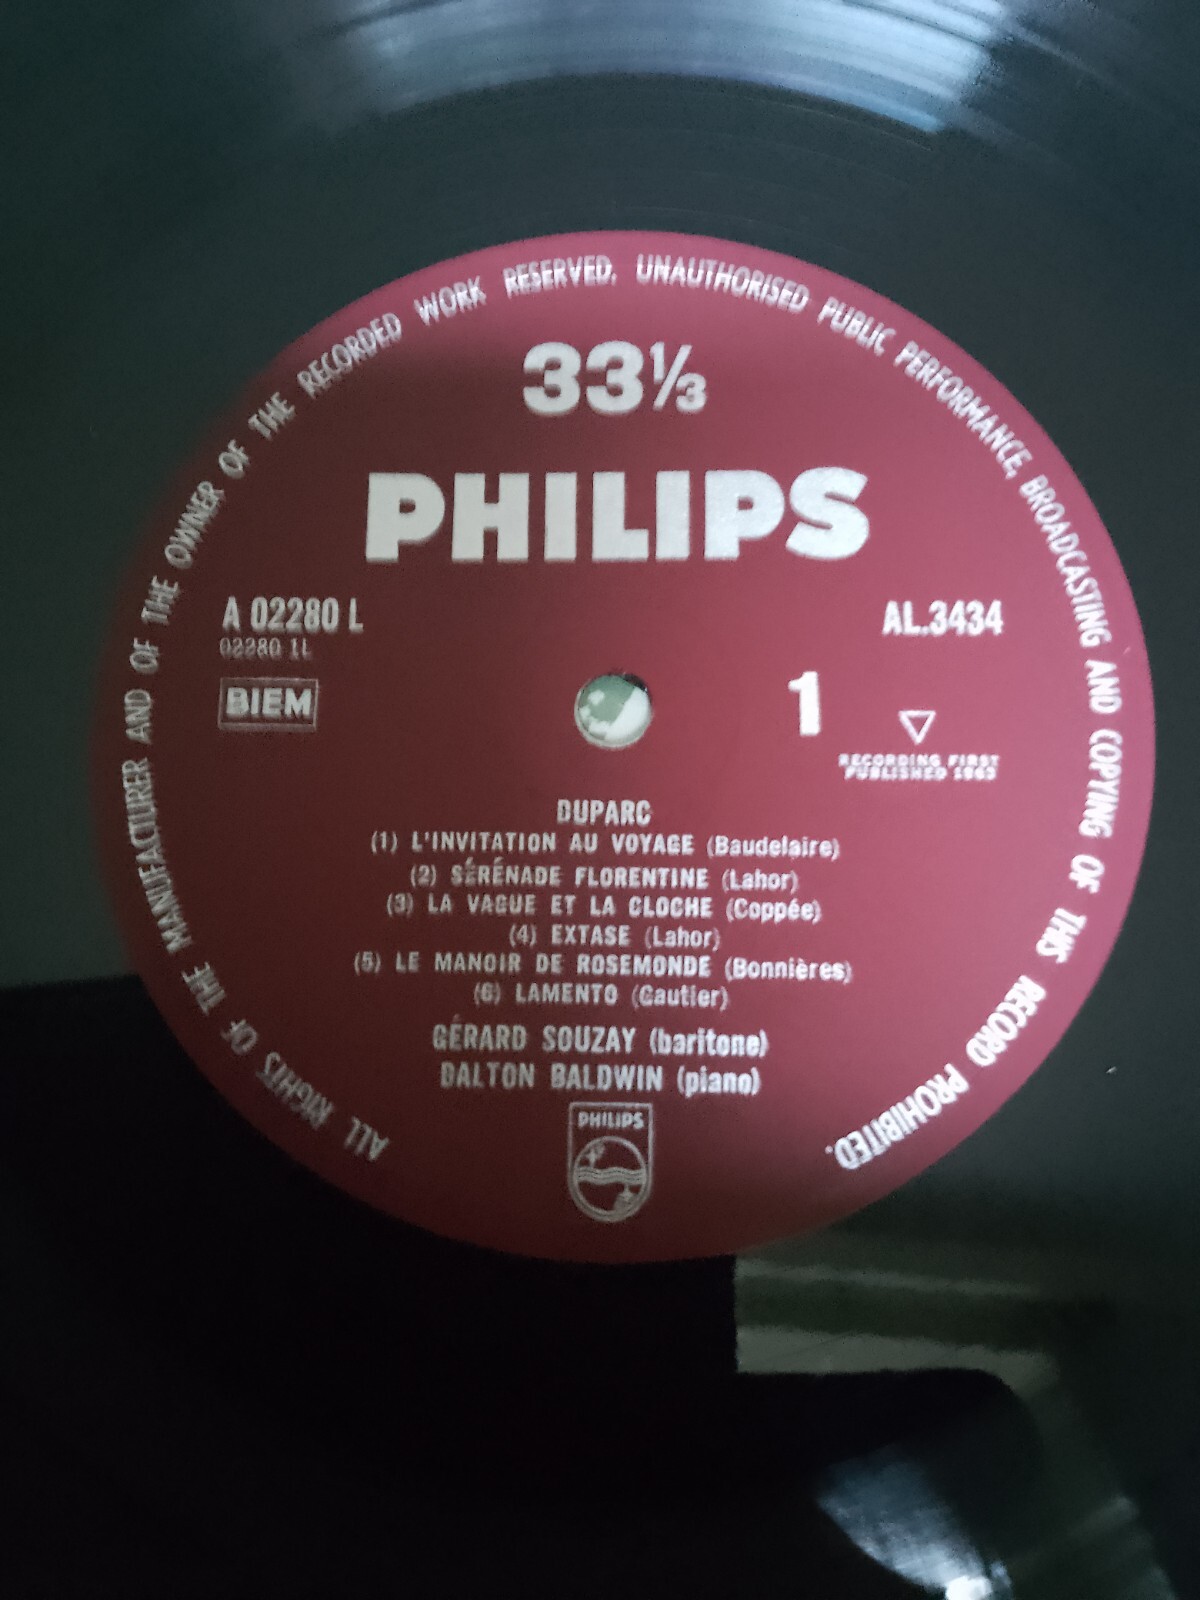 ALL RIGHTS OF THE MANUFACTURER AND OF THE OWNER OF THE RECORDED WORK RESERVED. UNAUTHORISED PUBLIC PERFORMANCE, BROADCASTING AND COPYING OF THIS RECORD PROHIBITED.
33⅓
PHILIPS
A 02280 L
AL.3434
02280 1L
BIEM
1
RECORDING FIRST
PUBLISHED 1963
DUPARC
(1) L'INVITATION AU VOYAGE (Baudelaire)
(2) SÉRÉNADE FLORENTINE (Lahor)
(3) LA VAGUE ET LA CLOCHE (Coppée)
(4) EXTASE (Lahor)
(5) LE MANOIR DE ROSEMONDE (Bonnières)
(6) LAMENTO (Gautier)
GÉRARD SOUZAY (baritone)
DALTON BALDWIN (piano)
PHILIPS